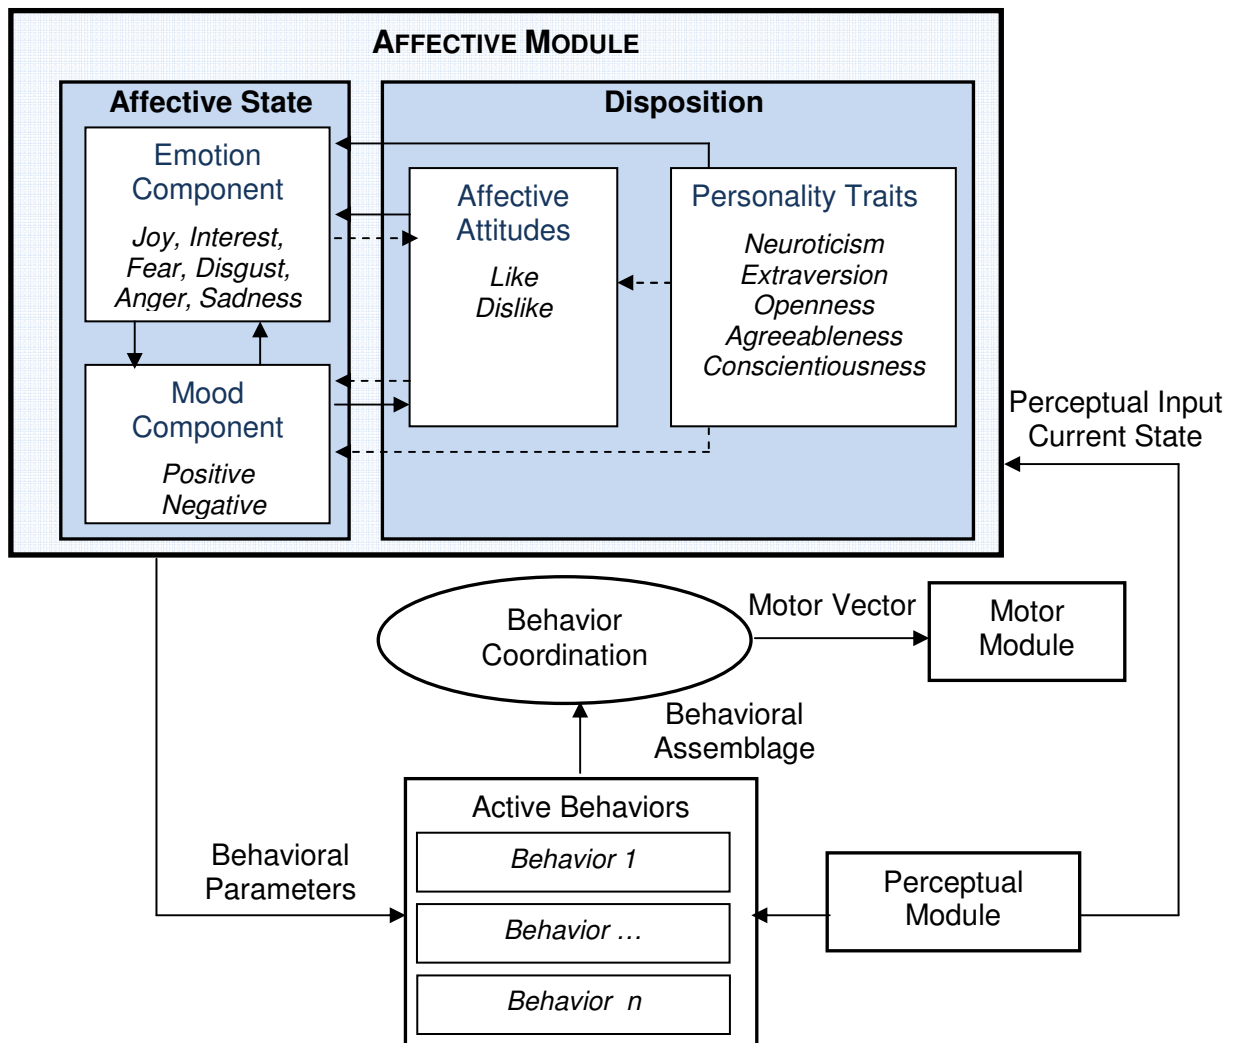 AFFECTIVE MODULE
Affective State
Emotion
Component
Joy, Interest,
Fear, Disgust,
Anger, Sadness
Mood
Component
Positive
Negative
Disposition
Affective
Attitudes
Like
Dislike
Personality Traits
Neuroticism
Extraversion
Openness
Agreeableness
Conscientiousness
Perceptual Input
Current State
Behavior
Coordination
Motor Vector
Motor
Module
Behavioral
Assemblage
Active Behaviors
Behavior 1
Behavior ...
Behavior n
Behavioral
Parameters
Perceptual
Module